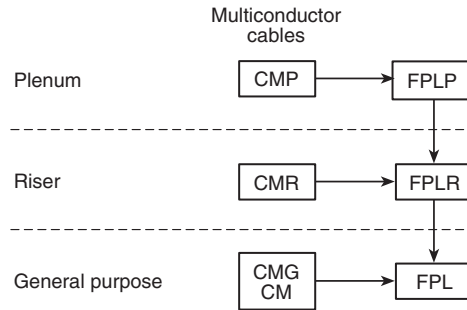 Multiconductor
cables
Plenum
CMP
FPLP
Riser
CMR
FPLR
General purpose
CMG
CM
FPL